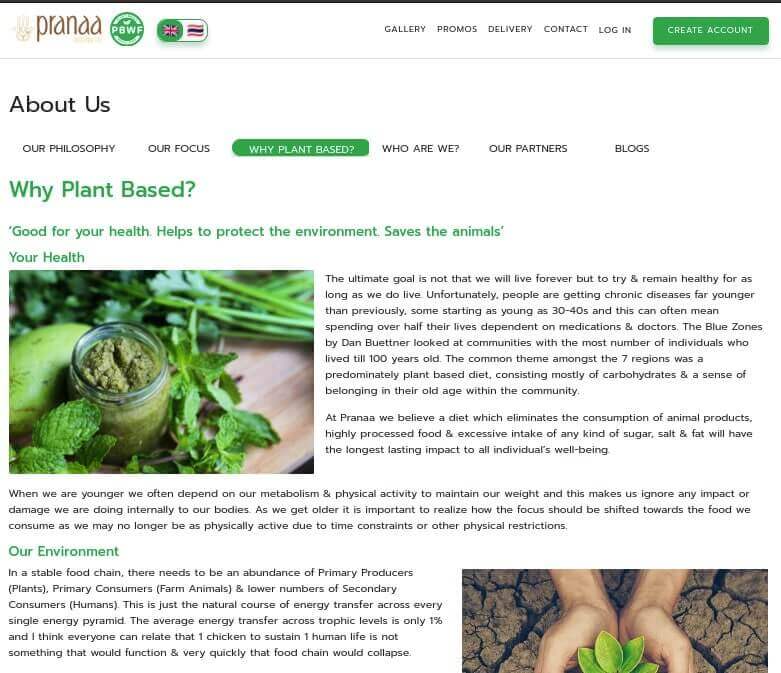 pranaa
PBWF
GALLERY PROMOS DELIVERY CONTACT LOG IN CREATE ACCOUNT
About Us
OUR PHILOSOPHY OUR FOCUS WHY PLANT BASED? WHO ARE WE? OUR PARTNERS BLOGS
Why Plant Based?
‘Good for your health. Helps to protect the environment. Saves the animals’
Your Health
The ultimate goal is not that we will live forever but to try & remain healthy for as
long as we do live. Unfortunately, people are getting chronic diseases far younger
than previously, some starting as young as 30-40s and this can often mean
spending over half their lives dependent on medications & doctors. The Blue Zones
by Dan Buettner looked at communities with the most number of individuals who
lived till 100 years old. The common theme amongst the 7 regions was a
predominately plant based diet, consisting mostly of carbohydrates & a sense of
belonging in their old age within the community.
At Pranaa we believe a diet which eliminates the consumption of animal products,
highly processed food & excessive intake of any kind of sugar, salt & fat will have
the longest lasting impact to all individual's well-being.
When we are younger we often depend on our metabolism & physical activity to maintain our weight and this makes us ignore any impact or
damage we are doing internally to our bodies. As we get older it is important to realize how the focus should be shifted towards the food we
consume as we may no longer be as physically active due to time constraints or other physical restrictions.
Our Environment
In a stable food chain, there needs to be an abundance of Primary Producers
(Plants), Primary Consumers (Farm Animals) & lower numbers of Secondary
Consumers (Humans). This is just the natural course of energy transfer across every
single energy pyramid. The average energy transfer across trophic levels is only 1%
and I think everyone can relate that 1 chicken to sustain 1 human life is not
something that would function & very quickly that food chain would collapse.